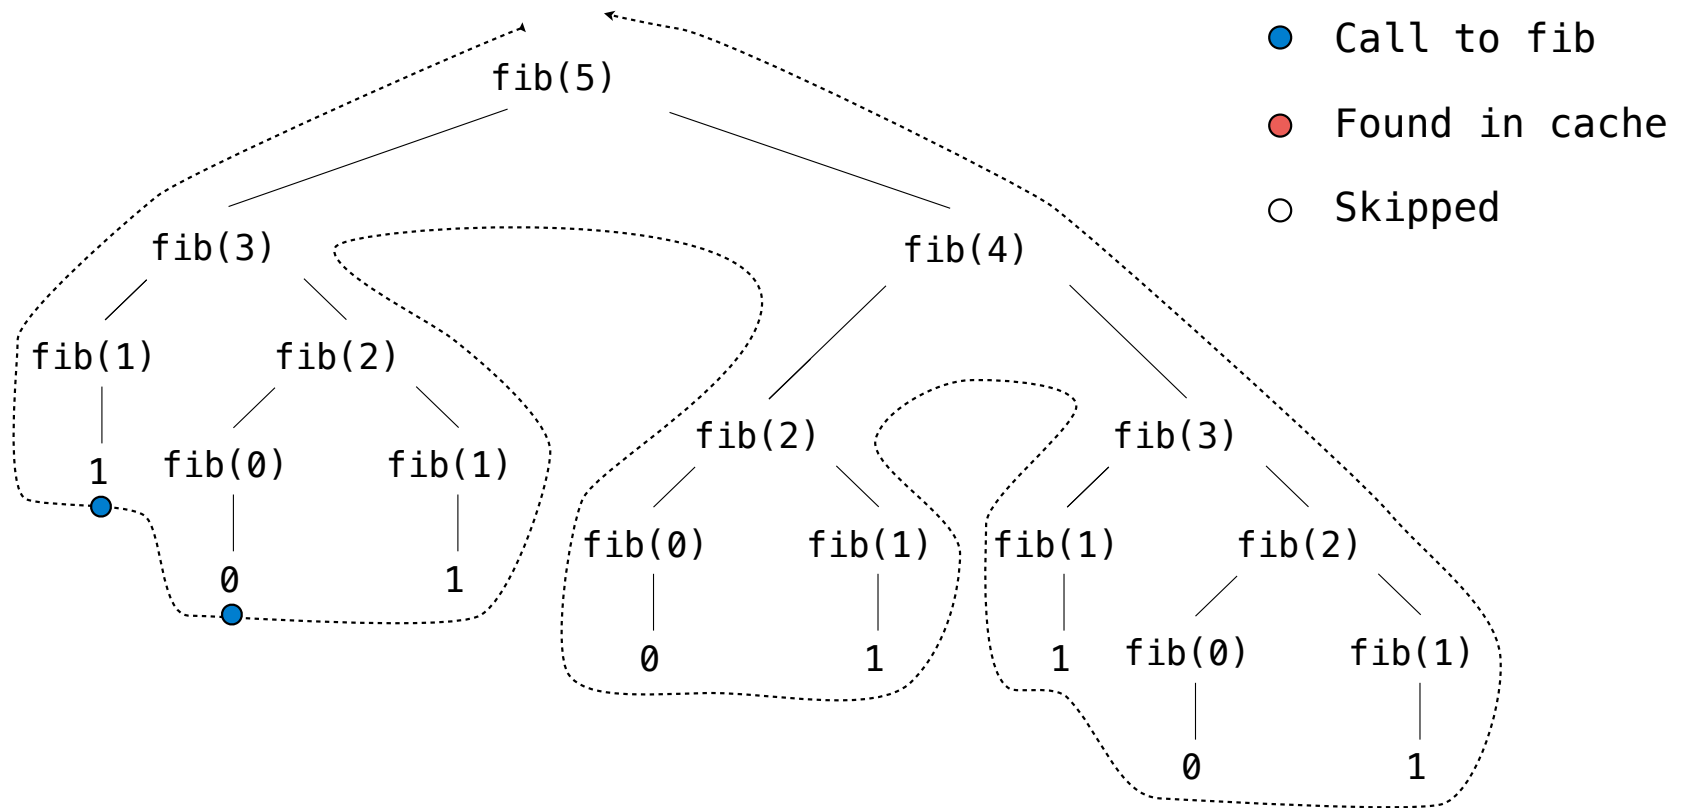 fib(5)
Call to fib
Found in cache
Skipped
fib(3)
fib(4)
fib(1)
fib(2)
fib(2)
fib(3)
1
fib(0)
fib(1)
fib(0)
fib(1)
fib(1)
fib(2)
0
1
0
1
1
fib(0)
fib(1)
0
1